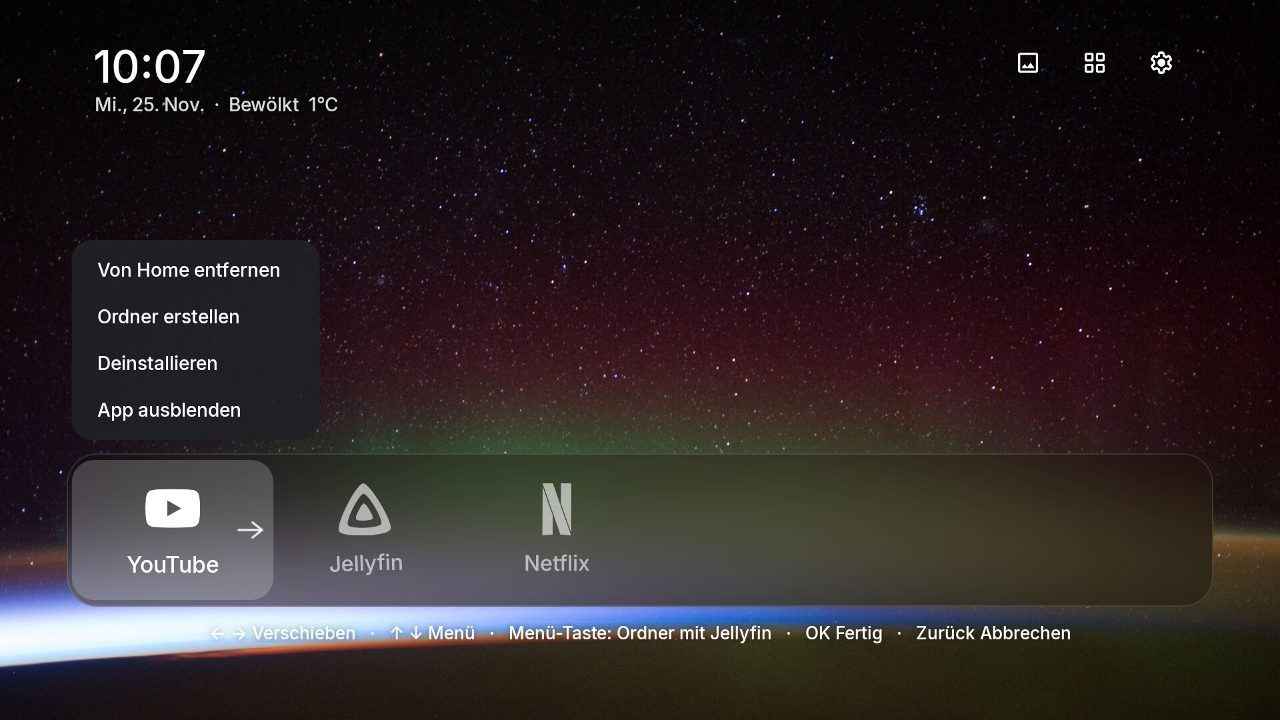 10:07
Mi., 25. Nov. · Bewölkt 1°C
Von Home entfernen
Ordner erstellen
Deinstallieren
App ausblenden
YouTube
Jellyfin
Netflix
← → Verschieben · ↑ ↓ Menü · Menü-Taste: Ordner mit Jellyfin · OK Fertig · Zurück Abbrechen